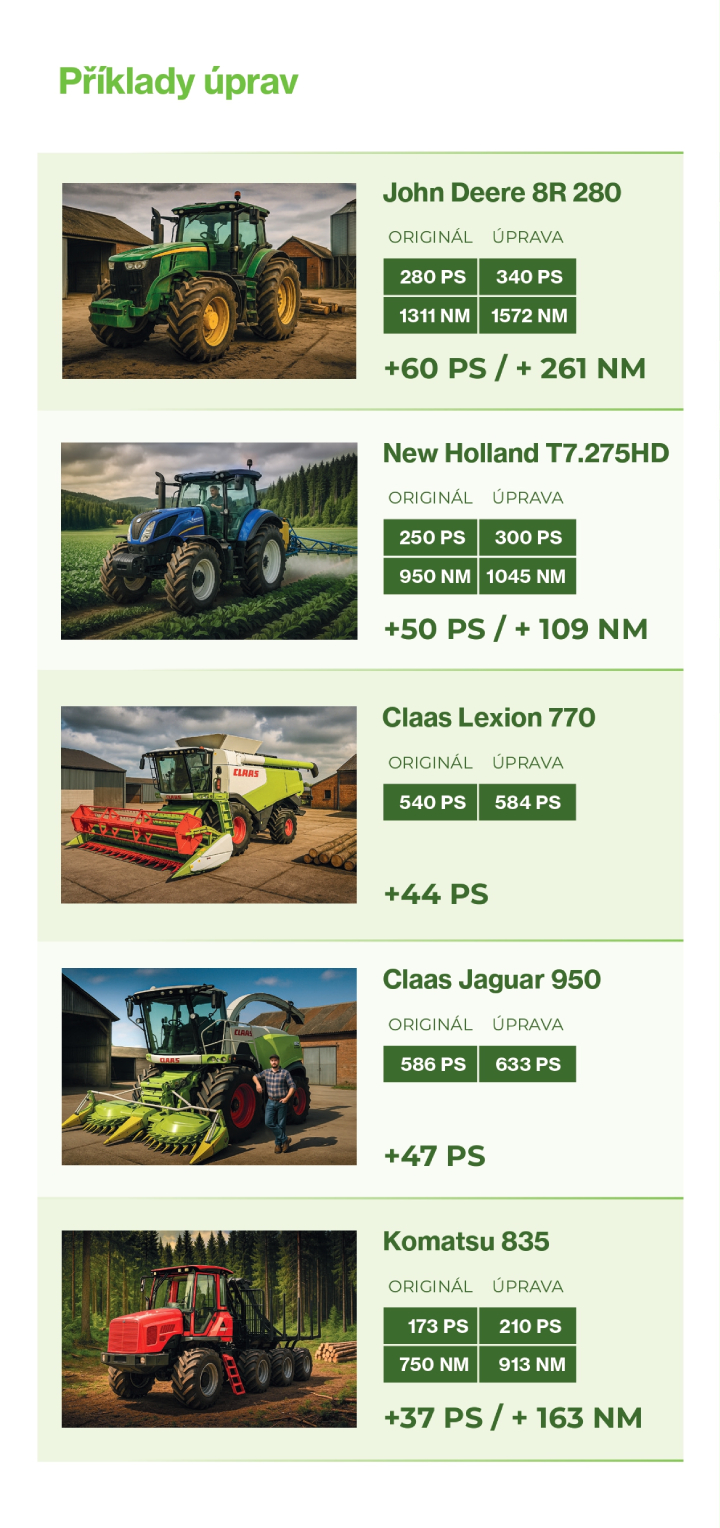 Příklady úprav
John Deere 8R 280
ORIGINÁL ÚPRAVA
280 PS 340 PS
1311 NM 1572 NM
+60 PS / + 261 NM
New Holland T7.275HD
ORIGINÁL ÚPRAVA
250 PS 300 PS
950 NM 1045 NM
+50 PS / + 109 NM
Claas Lexion 770
ORIGINÁL ÚPRAVA
540 PS 584 PS
CLAAS
+44 PS
Claas Jaguar 950
ORIGINÁL ÚPRAVA
586 PS 633 PS
CLAAS
CLAAS
+47 PS
Komatsu 835
ORIGINÁL ÚPRAVA
173 PS 210 PS
750 NM 913 NM
+37 PS / + 163 NM